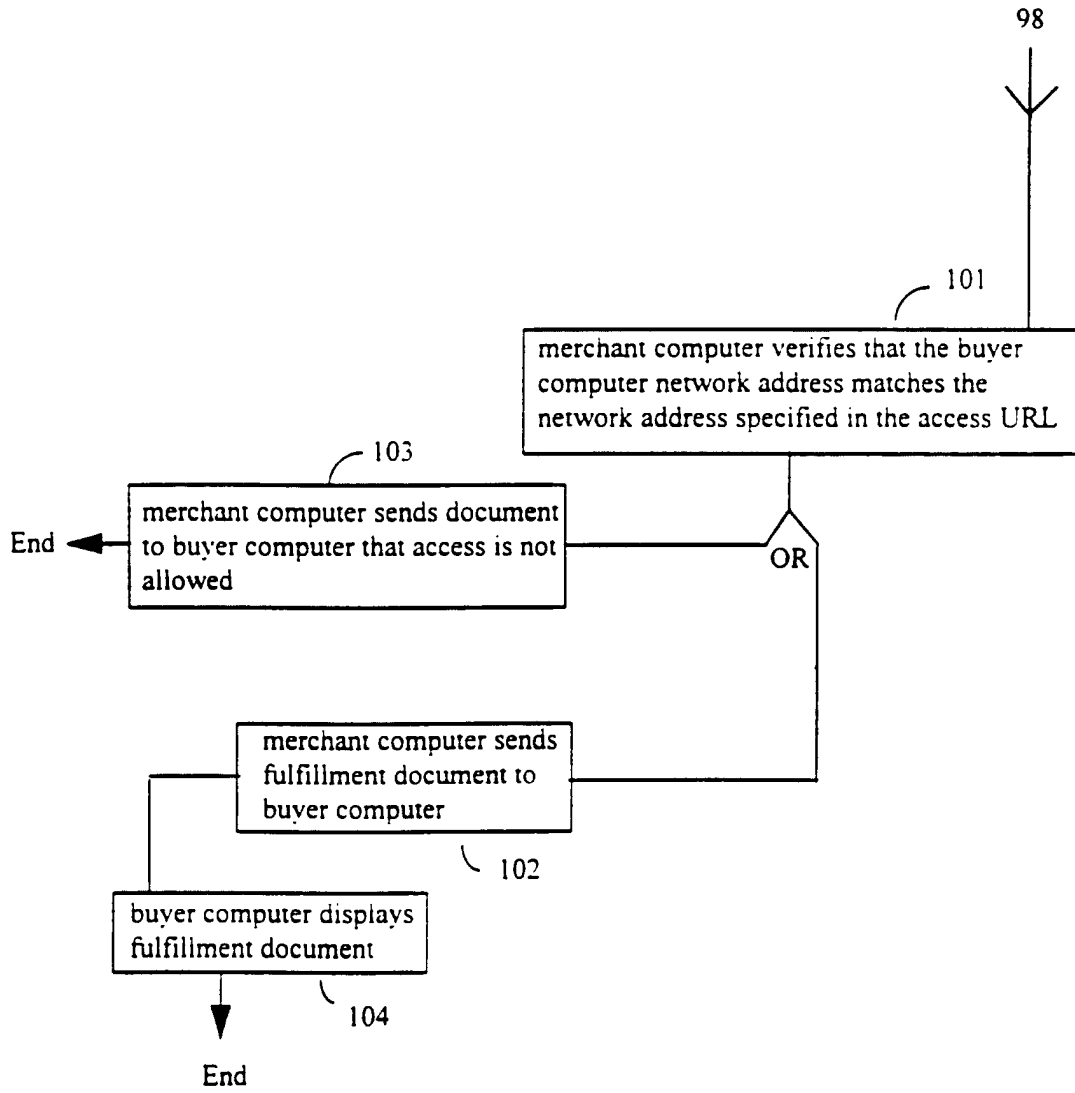 98
101
merchant computer verifies that the buyer
computer network address matches the
network address specified in the access URL
103
merchant computer sends document
to buyer computer that access is not
allowed
End
OR
merchant computer sends
fulfillment document to
buyer computer
102
buyer computer displays
fulfillment document
104
End